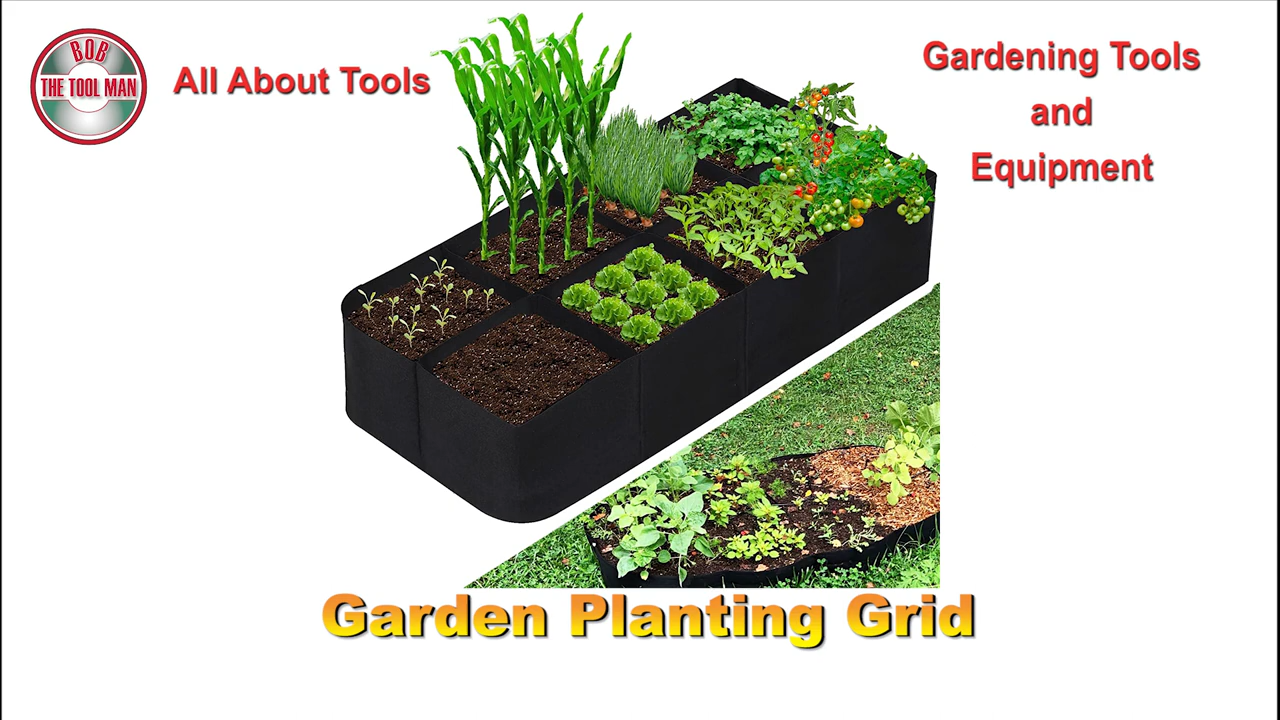 BOB
THE TOOL MAN
All About Tools
Gardening Tools
and
Equipment
Garden Planting Grid